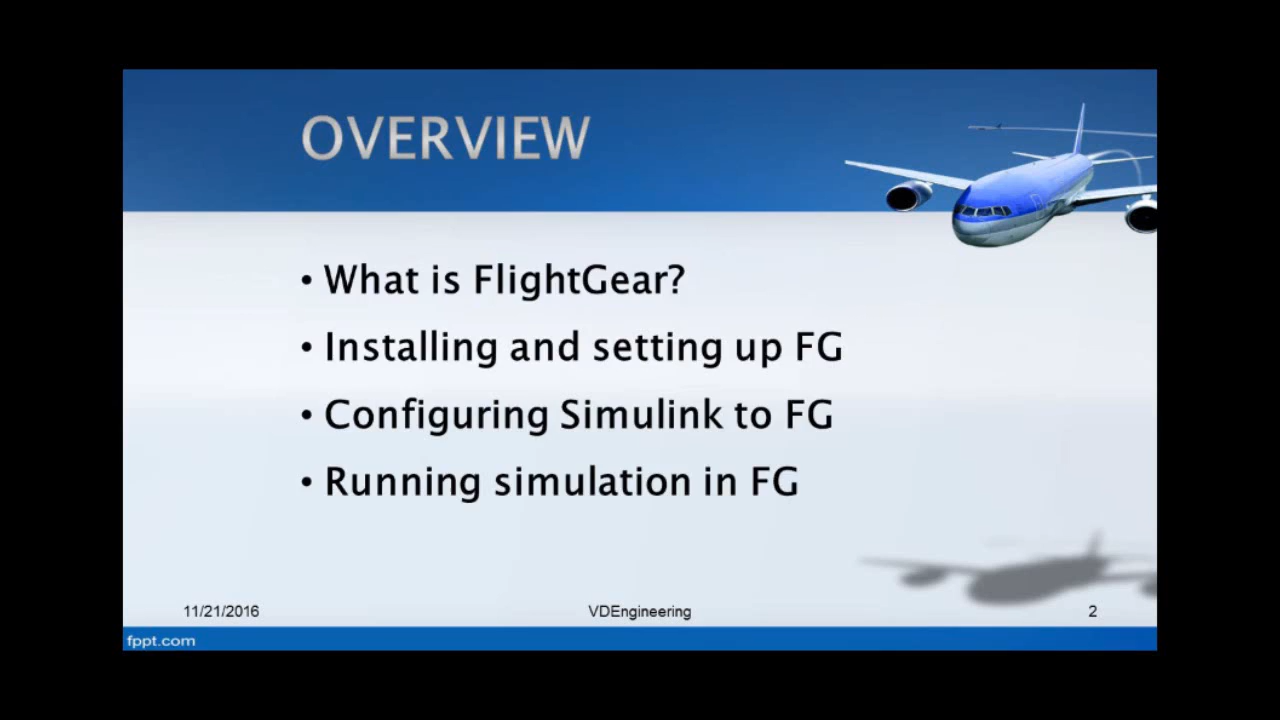 OVERVIEW
• What is FlightGear?
• Installing and setting up FG
• Configuring Simulink to FG
• Running simulation in FG
11/21/2016 VDEngineering 2
fppt.com